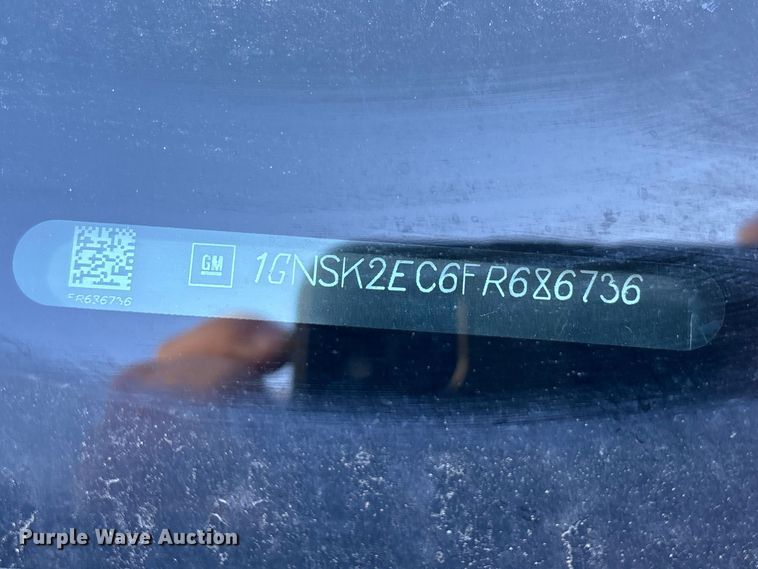 GM 1GNSK2EC6FR686736
FR686736
Purple Wave Auction